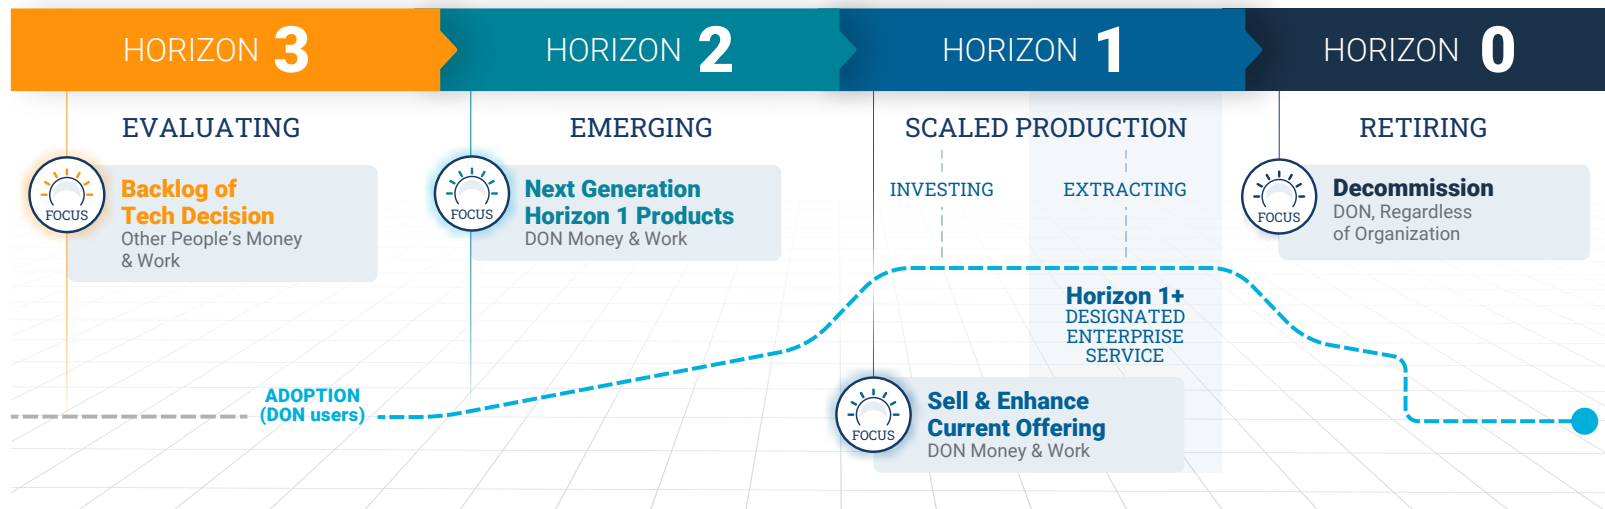 HORIZON 3
HORIZON 2
HORIZON 1
HORIZON 0
EVALUATING
FOCUS
Backlog of
Tech Decision
Other People's Money
& Work
EMERGING
FOCUS
Next Generation
Horizon 1 Products
DON Money & Work
SCALED PRODUCTION
INVESTING
EXTRACTING
Horizon 1+
DESIGNATED
ENTERPRISE
SERVICE
FOCUS
Sell & Enhance
Current Offering
DON Money & Work
RETIRING
FOCUS
Decommission
DON, Regardless
of Organization
ADOPTION
(DON users)